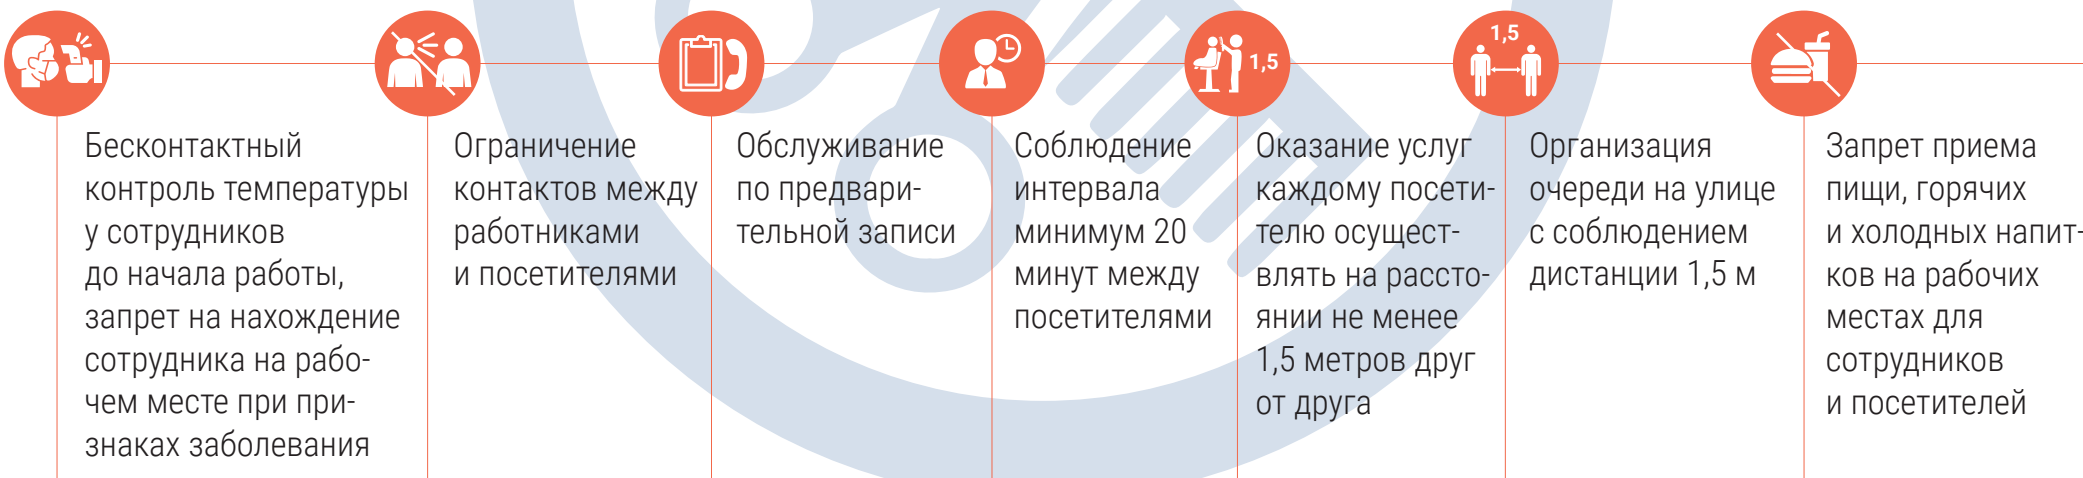 1,5
1,5
Бесконтактный
контроль температуры
у сотрудников
до начала работы,
запрет на нахождение
сотрудника на рабо-
чем месте при при-
знаках заболевания
Ограничение
контактов между
работниками
и посетителями
Обслуживание
по предвари-
тельной записи
Соблюдение
интервала
минимум 20
минут между
посетителями
Оказание услуг
каждому посети-
телю осущест-
влять на рассто-
янии не менее
1,5 метров друг
от друга
Организация
очереди на улице
с соблюдением
дистанции 1,5 м
Запрет приема
пищи, горячих
и холодных напит-
ков на рабочих
местах для
сотрудников
и посетителей